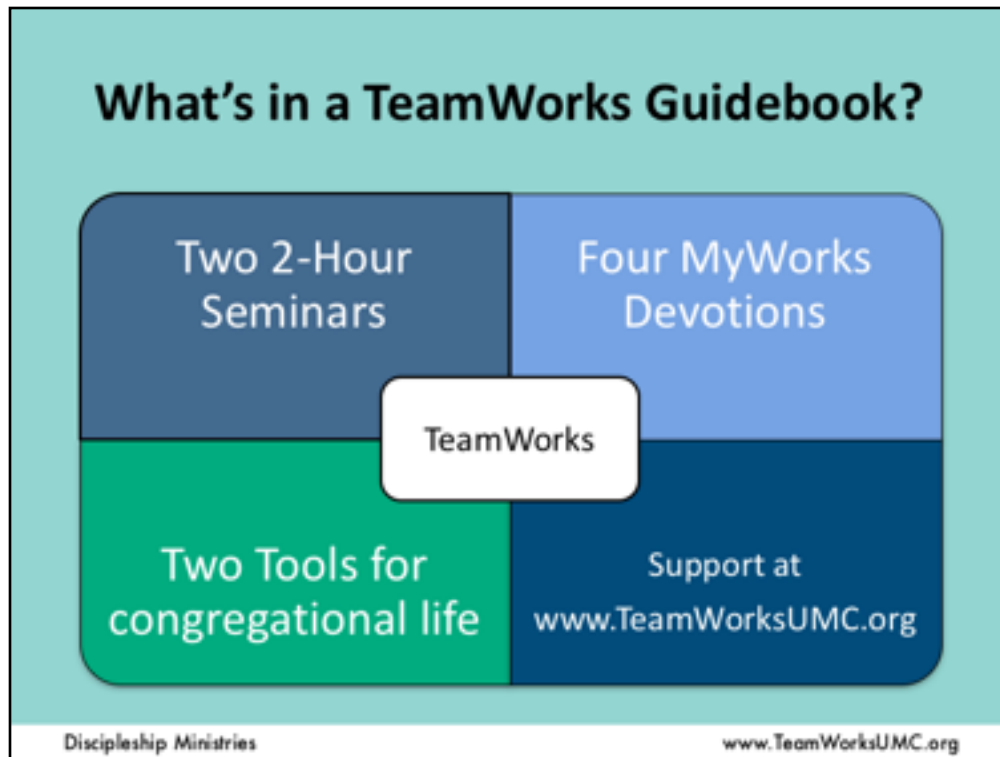 What’s in a TeamWorks Guidebook?
Two 2-Hour
Seminars
Four MyWorks
Devotions
TeamWorks
Two Tools for
congregational life
Support at
www.TeamWorksUMC.org
Discipleship Ministries
www.TeamWorksUMC.org